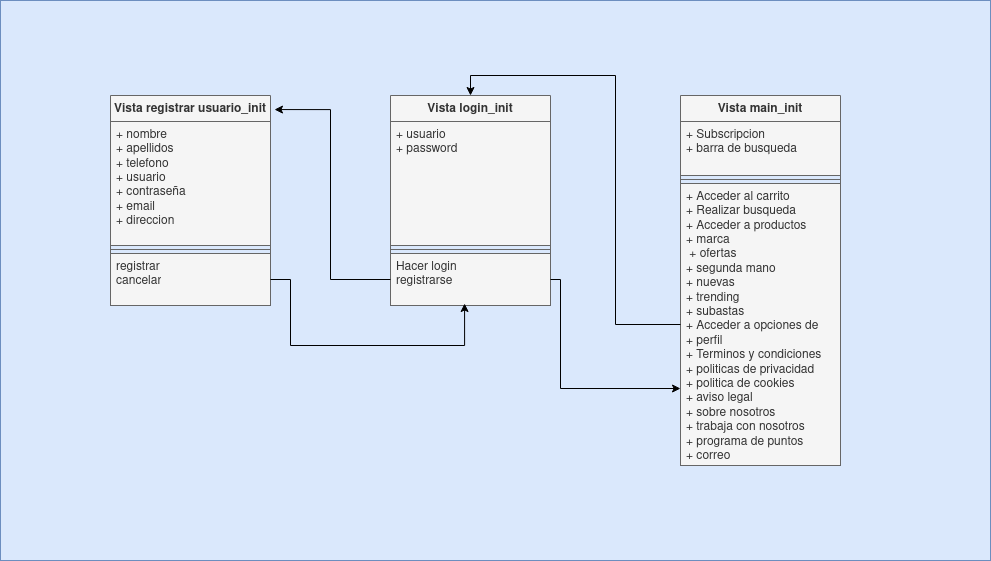 Vista registrar usuario_init
+ nombre
+ apellidos
+ telefono
+ usuario
+ contraseña
+ email
+ direccion
registrar
cancelar
Vista login_init
+ usuario
+ password
Hacer login
registrarse
Vista main_init
+ Subscripcion
+ barra de busqueda
+ Acceder al carrito
+ Realizar busqueda
+ Acceder a productos
+ marca
+ ofertas
+ segunda mano
+ nuevas
+ trending
+ subastas
+ Acceder a opciones de
+ perfil
+ Terminos y condiciones
+ politicas de privacidad
+ politica de cookies
+ aviso legal
+ sobre nosotros
+ trabaja con nosotros
+ programa de puntos
+ correo